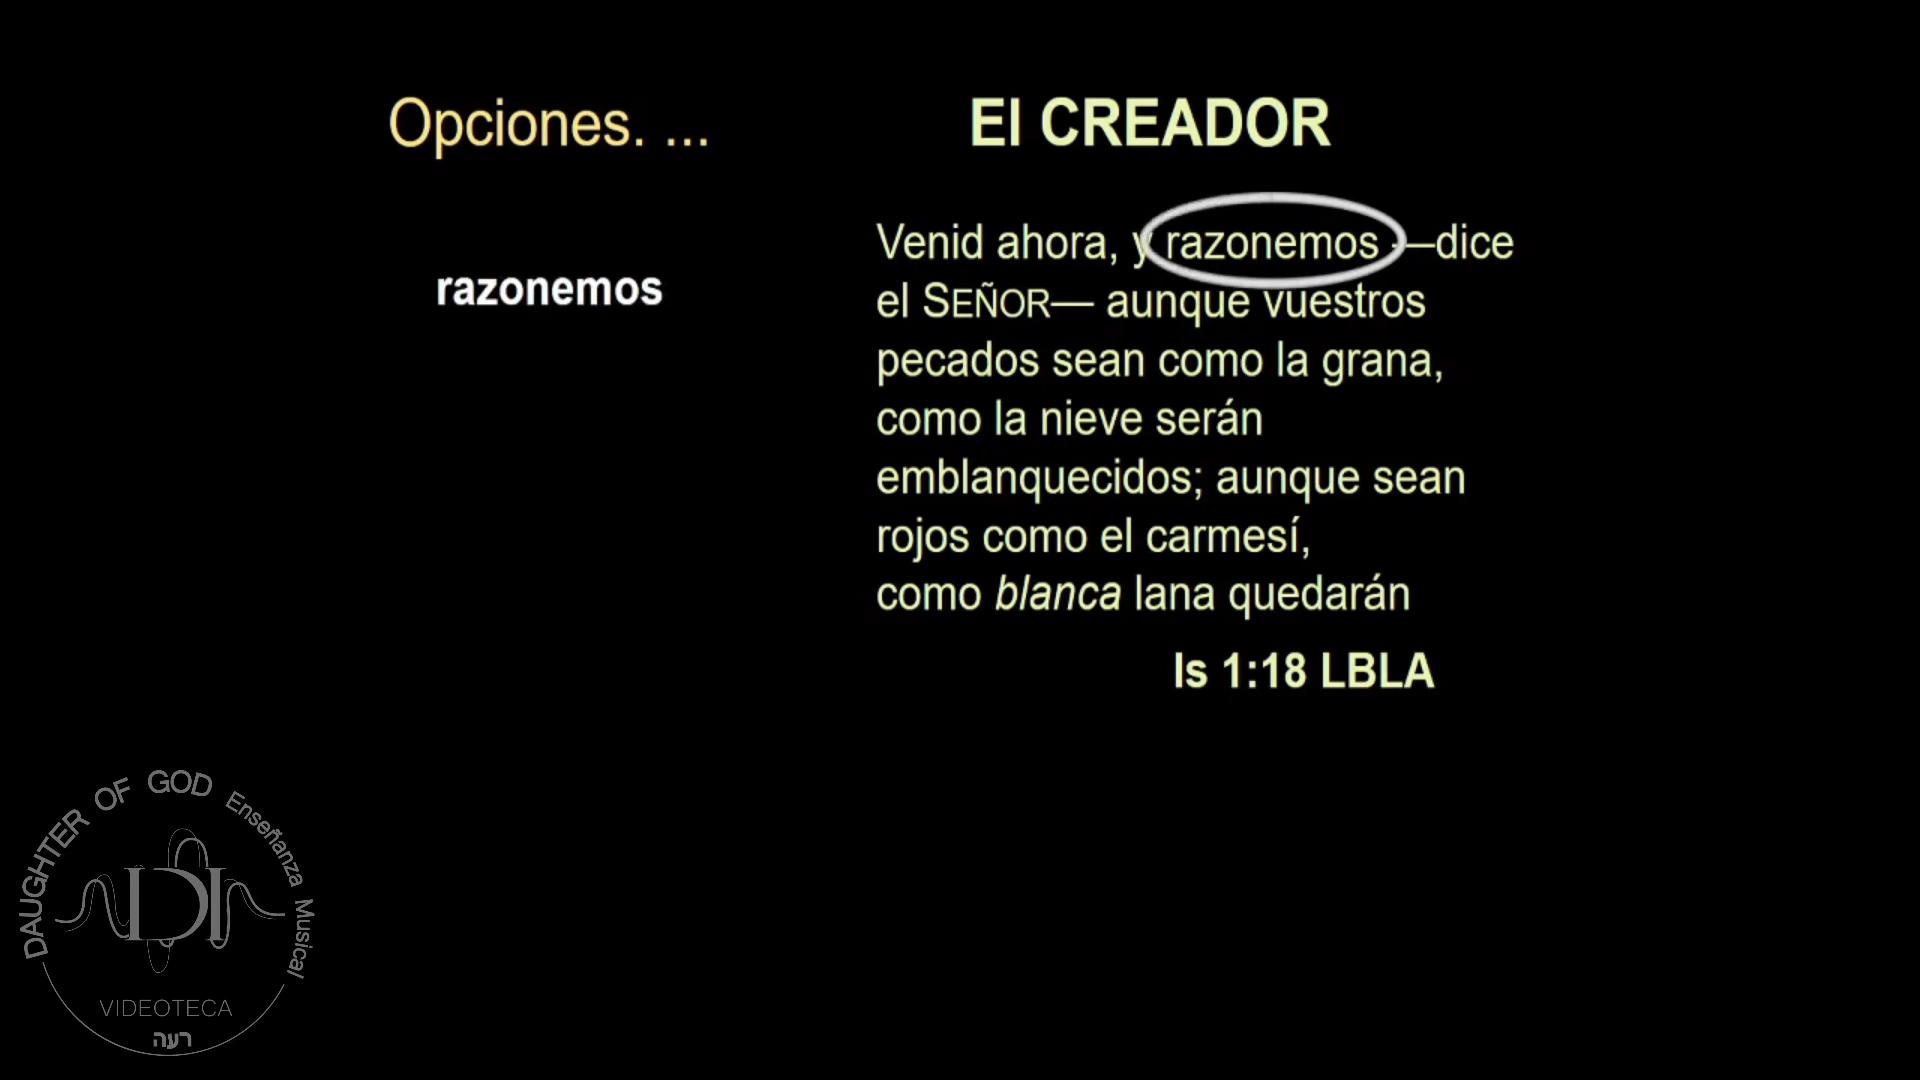 Opciones. ...
razonemos
El CREADOR
Venid ahora, y razonemos —dice
el SEÑOR— aunque vuestros
pecados sean como la grana,
como la nieve serán
emblanquecidos; aunque sean
rojos como el carmesí,
como blanca lana quedarán
Is 1:18 LBLA
DAUGHTER OF GOD Enseñanza Musical
VIDEOTECA
רעה